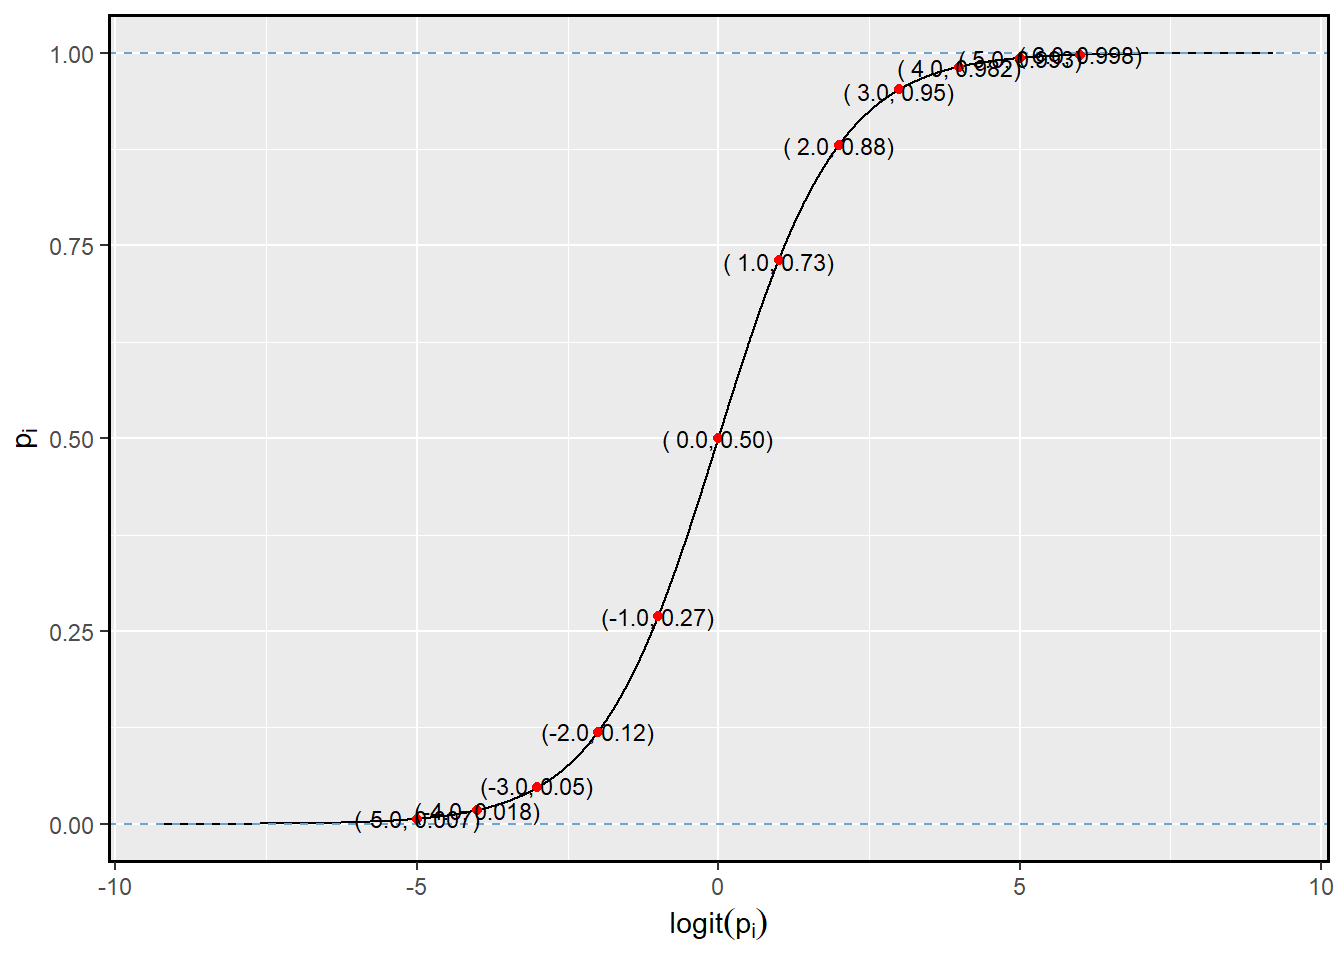 1.00
( 6.0, 0.998)
( 5.0, 0.993)
( 4.0, 0.982)
( 3.0, 0.95)
( 2.0, 0.88)
0.75
( 1.0, 0.73)
0.50
( 0.0, 0.50)
(-1.0, 0.27)
0.25
(-2.0, 0.12)
(-3.0, 0.05)
(-4.0, 0.018)
( 5.0, 0.007)
0.00
pᵢ
-10
-5
0
5
10
logit(pᵢ)